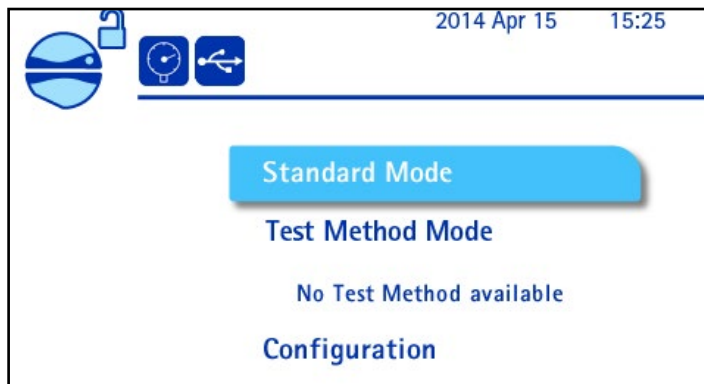 2014 Apr 15 15:25
Standard Mode
Test Method Mode
No Test Method available
Configuration